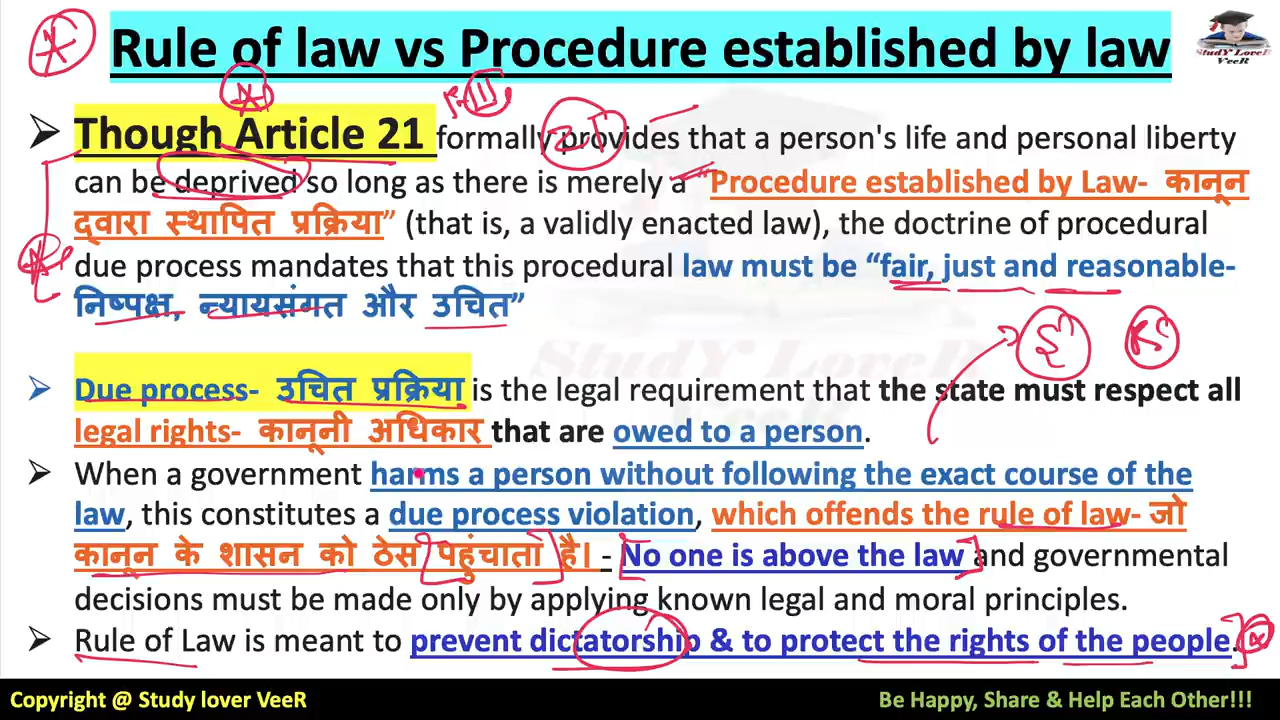 Rule of law vs Procedure established by law
StudY LoveR
VeeR
III
21
➤ Though Article 21 formally provides that a person's life and personal liberty
can be deprived so long as there is merely a "Procedure established by Law- कानून
द्वारा स्थापित प्रक्रिया" (that is, a validly enacted law), the doctrine of procedural
due process mandates that this procedural law must be "fair, just and reasonable-
निष्पक्ष, न्यायसंगत और उचित"
➤ Due process- उचित प्रक्रिया is the legal requirement that the state must respect all
legal rights- कानूनी अधिकार that are owed to a person.
➤ When a government harms a person without following the exact course of the
law, this constitutes a due process violation, which offends the rule of law- जो
कानून के शासन को ठेस पहुंचाता है। - No one is above the law and governmental
decisions must be made only by applying known legal and moral principles.
➤ Rule of Law is meant to prevent dictatorship & to protect the rights of the people.
StudY LoveR
VeeR
Copyright @ Study lover VeeR
Be Happy, Share & Help Each Other!!!